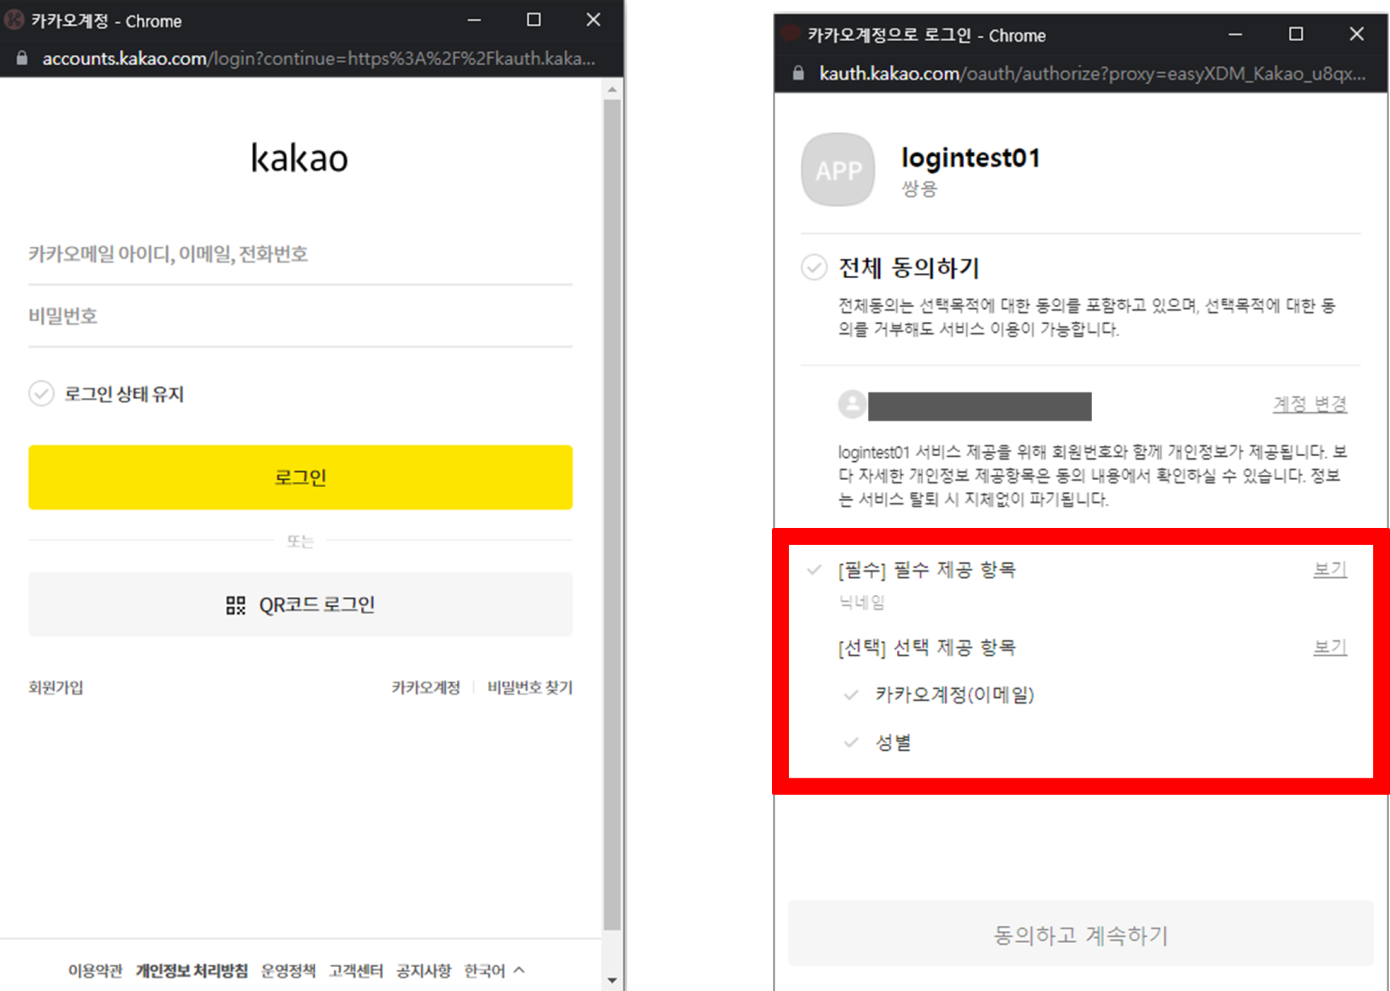 카카오계정 - Chrome
accounts.kakao.com/login?continue=https%3A%2F%2Fkauth.kaka...
kakao
카카오메일 아이디, 이메일, 전화번호
비밀번호
로그인 상태 유지
로그인
또는
QR코드 로그인
회원가입
카카오계정
비밀번호 찾기
이용약관 개인정보 처리방침 운영정책 고객센터 공지사항 한국어
카카오계정으로 로그인 - Chrome
kauth.kakao.com/oauth/authorize?proxy=easyXDM_Kakao_u8qx...
APP
logintest01
쌍용
전체 동의하기
전체동의는 선택목적에 대한 동의를 포함하고 있으며, 선택목적에 대한 동
의를 거부해도 서비스 이용이 가능합니다.
계정 변경
logintest01 서비스 제공을 위해 회원번호와 함께 개인정보가 제공됩니다. 보
다 자세한 개인정보 제공항목은 동의 내용에서 확인하실 수 있습니다. 정보
는 서비스 탈퇴 시 지체없이 파기됩니다.
[필수] 필수 제공 항목 보기
닉네임
[선택] 선택 제공 항목 보기
카카오계정(이메일)
성별
동의하고 계속하기